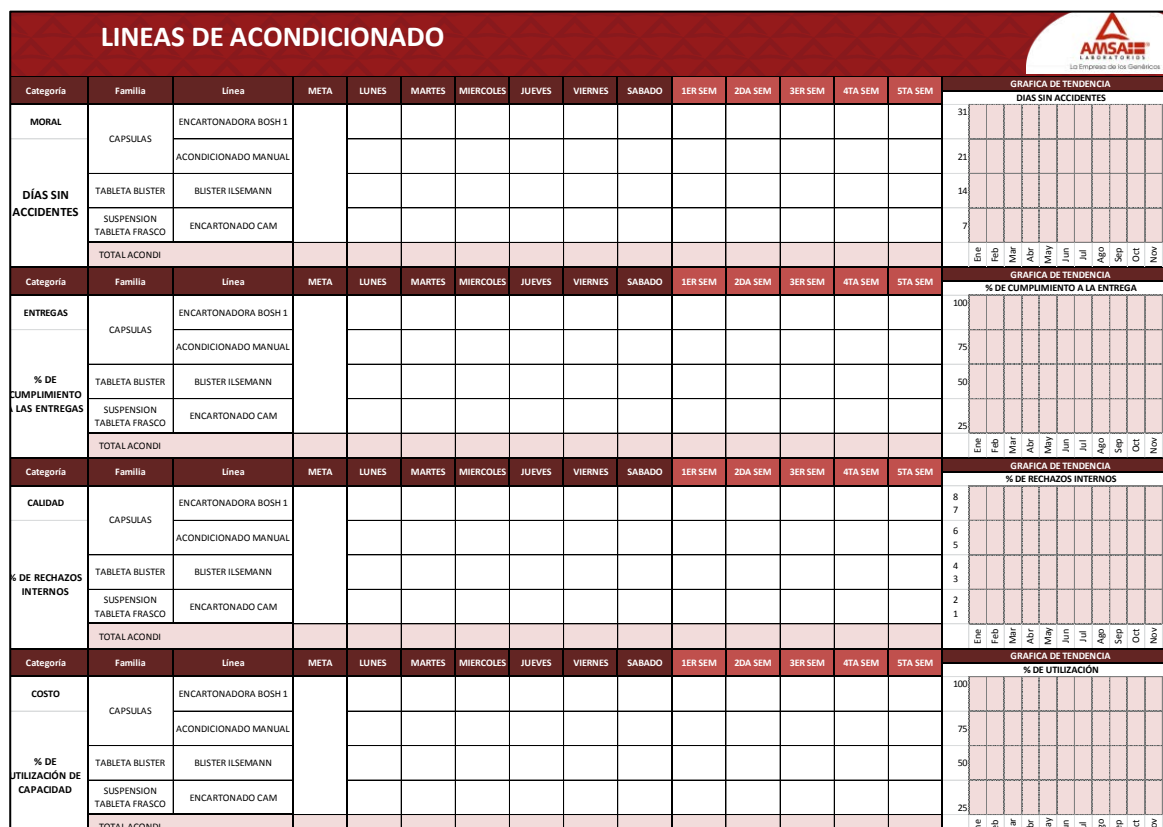 LINEAS DE ACONDICIONADO
AMSA
LABORATORIOS
La Empresa de los Genéricos
Categoría Familia Línea META LUNES MARTES MIERCOLES JUEVES VIERNES SABADO 1ER SEM 2DA SEM 3ER SEM 4TA SEM 5TA SEM GRAFICA DE TENDENCIA
DIAS SIN ACCIDENTES
MORAL CAPSULAS ENCARTONADORA BOSH 1 31
ACONDICIONADO MANUAL 21
DÍAS SIN
ACCIDENTES
TABLETA BLISTER BLISTER ILSEMANN 14
SUSPENSION
TABLETA FRASCO
ENCARTONADO CAM 7
TOTAL ACONDI Ene Feb Mar Abr May Jun Jul Ago Sep Oct Nov
Categoría Familia Línea META LUNES MARTES MIERCOLES JUEVES VIERNES SABADO 1ER SEM 2DA SEM 3ER SEM 4TA SEM 5TA SEM GRAFICA DE TENDENCIA
% DE CUMPLIMIENTO A LA ENTREGA
ENTREGAS CAPSULAS ENCARTONADORA BOSH 1 100
ACONDICIONADO MANUAL 75
% DE
CUMPLIMIENTO
A LAS ENTREGAS
TABLETA BLISTER BLISTER ILSEMANN 50
SUSPENSION
TABLETA FRASCO
ENCARTONADO CAM 25
TOTAL ACONDI Ene Feb Mar Abr May Jun Jul Ago Sep Oct Nov
Categoría Familia Línea META LUNES MARTES MIERCOLES JUEVES VIERNES SABADO 1ER SEM 2DA SEM 3ER SEM 4TA SEM 5TA SEM GRAFICA DE TENDENCIA
% DE RECHAZOS INTERNOS
CALIDAD CAPSULAS ENCARTONADORA BOSH 1 8 7
ACONDICIONADO MANUAL 6 5
% DE RECHAZOS
INTERNOS
TABLETA BLISTER BLISTER ILSEMANN 4 3
SUSPENSION
TABLETA FRASCO
ENCARTONADO CAM 2 1
TOTAL ACONDI Ene Feb Mar Abr May Jun Jul Ago Sep Oct Nov
Categoría Familia Línea META LUNES MARTES MIERCOLES JUEVES VIERNES SABADO 1ER SEM 2DA SEM 3ER SEM 4TA SEM 5TA SEM GRAFICA DE TENDENCIA
% DE UTILIZACIÓN
COSTO CAPSULAS ENCARTONADORA BOSH 1 100
ACONDICIONADO MANUAL 75
% DE
UTILIZACIÓN DE
CAPACIDAD
TABLETA BLISTER BLISTER ILSEMANN 50
SUSPENSION
TABLETA FRASCO
ENCARTONADO CAM 25
TOTAL ACONDI